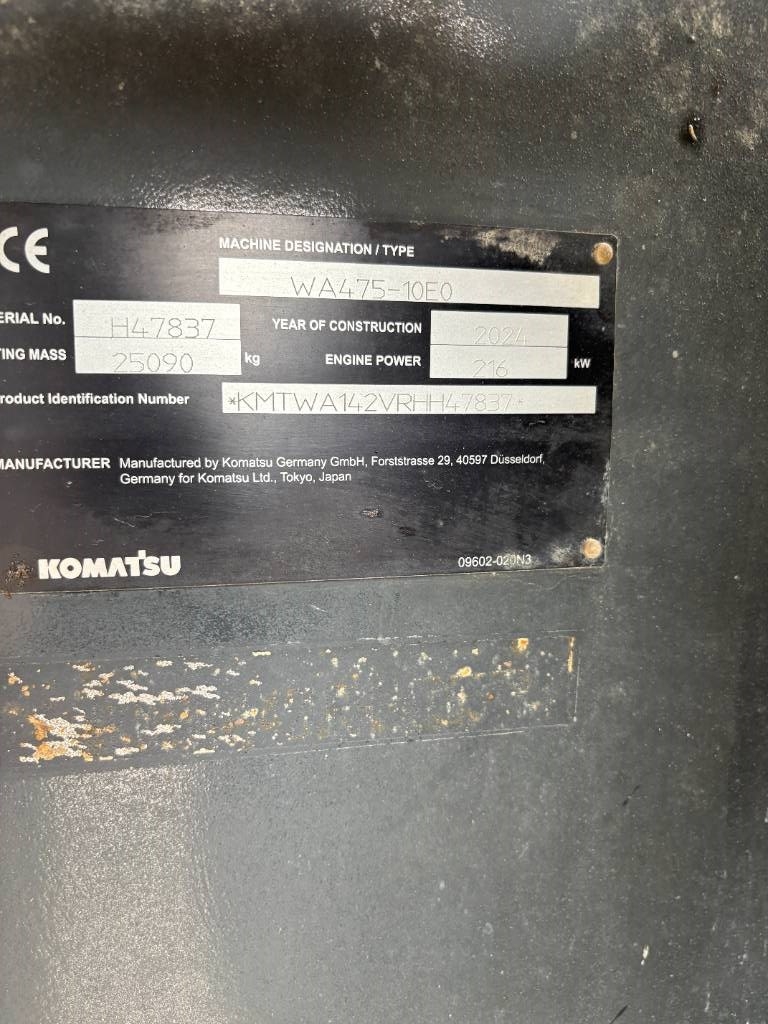 CE
MACHINE DESIGNATION / TYPE
WA475-10E0
ERIAL No. H47837 YEAR OF CONSTRUCTION 2024
TING MASS 25090 kg ENGINE POWER 216 kW
roduct Identification Number *KMTWA142VRHH47837*
MANUFACTURER Manufactured by Komatsu Germany GmbH, Forststrasse 29, 40597 Düsseldorf,
Germany for Komatsu Ltd., Tokyo, Japan
KOMATSU 09602-020N3